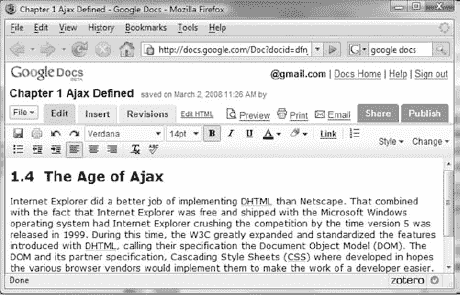 Chapter 1 Ajax Defined - Google Docs - Mozilla Firefox
File Edit View History Bookmarks Tools Help
http://docs.google.com/Doc?docid=dfn google docs
Google Docs @gmail.com | Docs Home | Help | Sign out
Chapter 1 Ajax Defined saved on March 2, 2008 11:26 AM by
File Edit Insert Revisions Edit HTML Preview Print Email Share Publish
Verdana 14pt B I U A Link Style Change
1.4 The Age of Ajax
Internet Explorer did a better job of implementing DHTML than Netscape. That combined
with the fact that Internet Explorer was free and shipped with the Microsoft Windows
operating system had Internet Explorer crushing the competition by the time version 5 was
released in 1999. During this time, the W3C greatly expanded and standardized the features
introduced with DHTML, calling their specification the Document Object Model (DOM). The
DOM and its partner specification, Cascading Style Sheets (CSS) where developed in hopes
the various browser vendors would implement them to make the work of a developer easier.
Done zotero